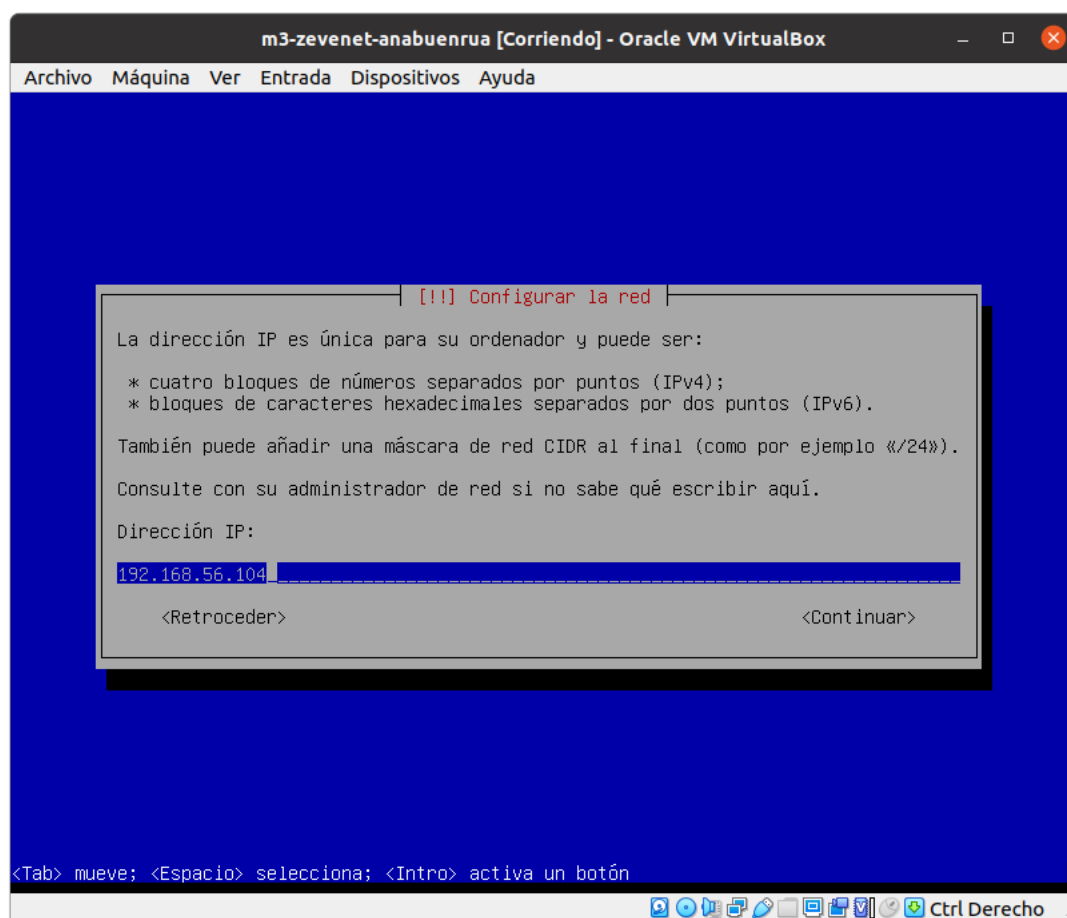 m3-zevenet-anabuenrua [Corriendo] - Oracle VM VirtualBox
Archivo Máquina Ver Entrada Dispositivos Ayuda
[!!] Configurar la red
La dirección IP es única para su ordenador y puede ser:
* cuatro bloques de números separados por puntos (IPv4);
* bloques de caracteres hexadecimales separados por dos puntos (IPv6).
También puede añadir una máscara de red CIDR al final (como por ejemplo «/24»).
Consulte con su administrador de red si no sabe qué escribir aquí.
Dirección IP:
192.168.56.104
<Retroceder> <Continuar>
<Tab> mueve; <Espacio> selecciona; <Intro> activa un botón
Ctrl Derecho